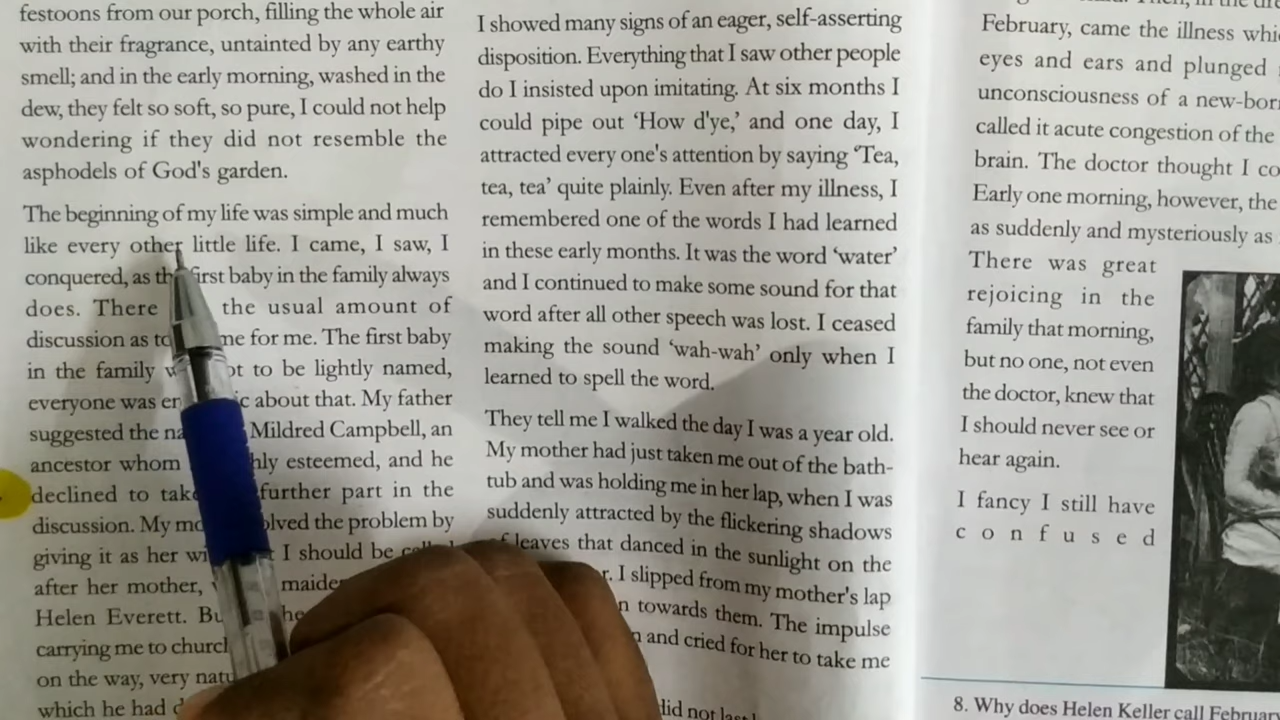 festoons from our porch, filling the whole air
with their fragrance, untainted by any earthy
smell; and in the early morning, washed in the
dew, they felt so soft, so pure, I could not help
wondering if they did not resemble the
asphodels of God's garden.
The beginning of my life was simple and much
like every other little life. I came, I saw, I
conquered, as the first baby in the family always
does. There the usual amount of
discussion as to me for me. The first baby
in the family to be lightly named,
everyone was about that. My father
suggested the Mildred Campbell, an
ancestor whom esteemed, and he
declined to take further part in the
discussion. My the problem by
giving it as her I should be called
after her mother, maiden
Helen Everett.
carrying me to church
on the way, very
which he had
I showed many signs of an eager, self-asserting
disposition. Everything that I saw other people
do I insisted upon imitating. At six months I
could pipe out 'How d'ye,' and one day, I
attracted every one's attention by saying 'Tea,
tea, tea' quite plainly. Even after my illness, I
remembered one of the words I had learned
in these early months. It was the word 'water'
and I continued to make some sound for that
word after all other speech was lost. I ceased
making the sound 'wah-wah' only when I
learned to spell the word.
They tell me I walked the day I was a year old.
My mother had just taken me out of the bath-
tub and was holding me in her lap, when I was
suddenly attracted by the flickering shadows
of leaves that danced in the sunlight on the
I slipped from my mother's lap
towards them. The impulse
and cried for her to take me
did not last
February, came the illness
eyes and ears and plunged
unconsciousness of a new-born
called it acute congestion of the
brain. The doctor thought I
Early one morning, however, the
as suddenly and mysteriously as
There was great
rejoicing in the
family that morning,
but no one, not even
the doctor, knew that
I should never see or
hear again.
I fancy I still have
confused
8. Why does Helen Keller call February